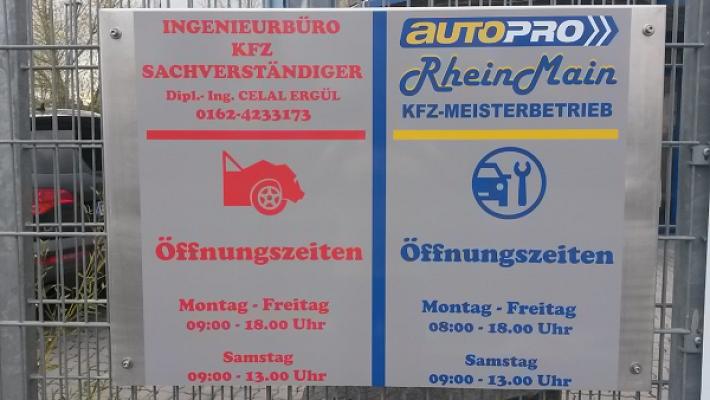 INGENIEURBÜRO
KFZ
SACHVERSTÄNDIGER
Dipl.- Ing. CELAL ERGÜL
0162-4233173
Öffnungszeiten
Montag - Freitag
09:00 - 18.00 Uhr
Samstag
09:00 - 13.00 Uhr
AUTOPRO
RheinMain
KFZ-MEISTERBETRIEB
Öffnungszeiten
Montag - Freitag
08:00 - 18.00 Uhr
Samstag
09:00 - 13.00 Uhr